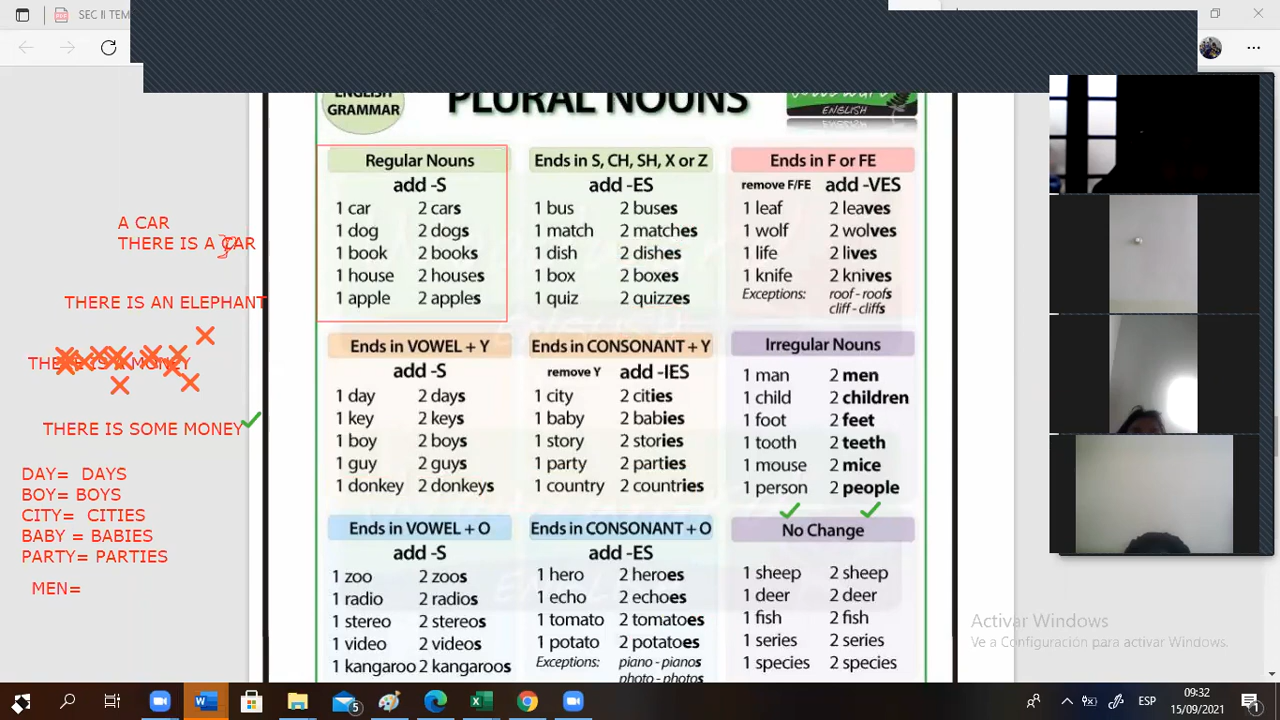 SEC II TEM
ENGLISH
GRAMMAR
PLURAL NOUNS
ENGLISH
Regular Nouns
add -S
1 car 2 cars
1 dog 2 dogs
1 book 2 books
1 house 2 houses
1 apple 2 apples
Ends in S, CH, SH, X or Z
add -ES
1 bus 2 buses
1 match 2 matches
1 dish 2 dishes
1 box 2 boxes
1 quiz 2 quizzes
Ends in F or FE
remove F/FE add -VES
1 leaf 2 leaves
1 wolf 2 wolves
1 life 2 lives
1 knife 2 knives
Exceptions: roof - roofs
cliff - cliffs
Ends in VOWEL + Y
add -S
1 day 2 days
1 key 2 keys
1 boy 2 boys
1 guy 2 guys
1 donkey 2 donkeys
Ends in CONSONANT + Y
remove Y add -IES
1 city 2 cities
1 baby 2 babies
1 story 2 stories
1 party 2 parties
1 country 2 countries
Irregular Nouns
1 man 2 men
1 child 2 children
1 foot 2 feet
1 tooth 2 teeth
1 mouse 2 mice
1 person 2 people
Ends in VOWEL + O
add -S
1 zoo 2 zoos
1 radio 2 radios
1 stereo 2 stereos
1 video 2 videos
1 kangaroo 2 kangaroos
Ends in CONSONANT + O
add -ES
1 hero 2 heroes
1 echo 2 echoes
1 tomato 2 tomatoes
1 potato 2 potatoes
Exceptions: piano - pianos
photo - photos
No Change
1 sheep 2 sheep
1 deer 2 deer
1 fish 2 fish
1 series 2 series
1 species 2 species
A CAR
THERE IS A CAR
THERE IS AN ELEPHANT
THERE IS A MONEY
THERE IS SOME MONEY
DAY= DAYS
BOY= BOYS
CITY= CITIES
BABY = BABIES
PARTY= PARTIES
MEN=
Activar Windows
Ve a Configuración para activar Windows.
5
ESP
09:32
15/09/2021
1